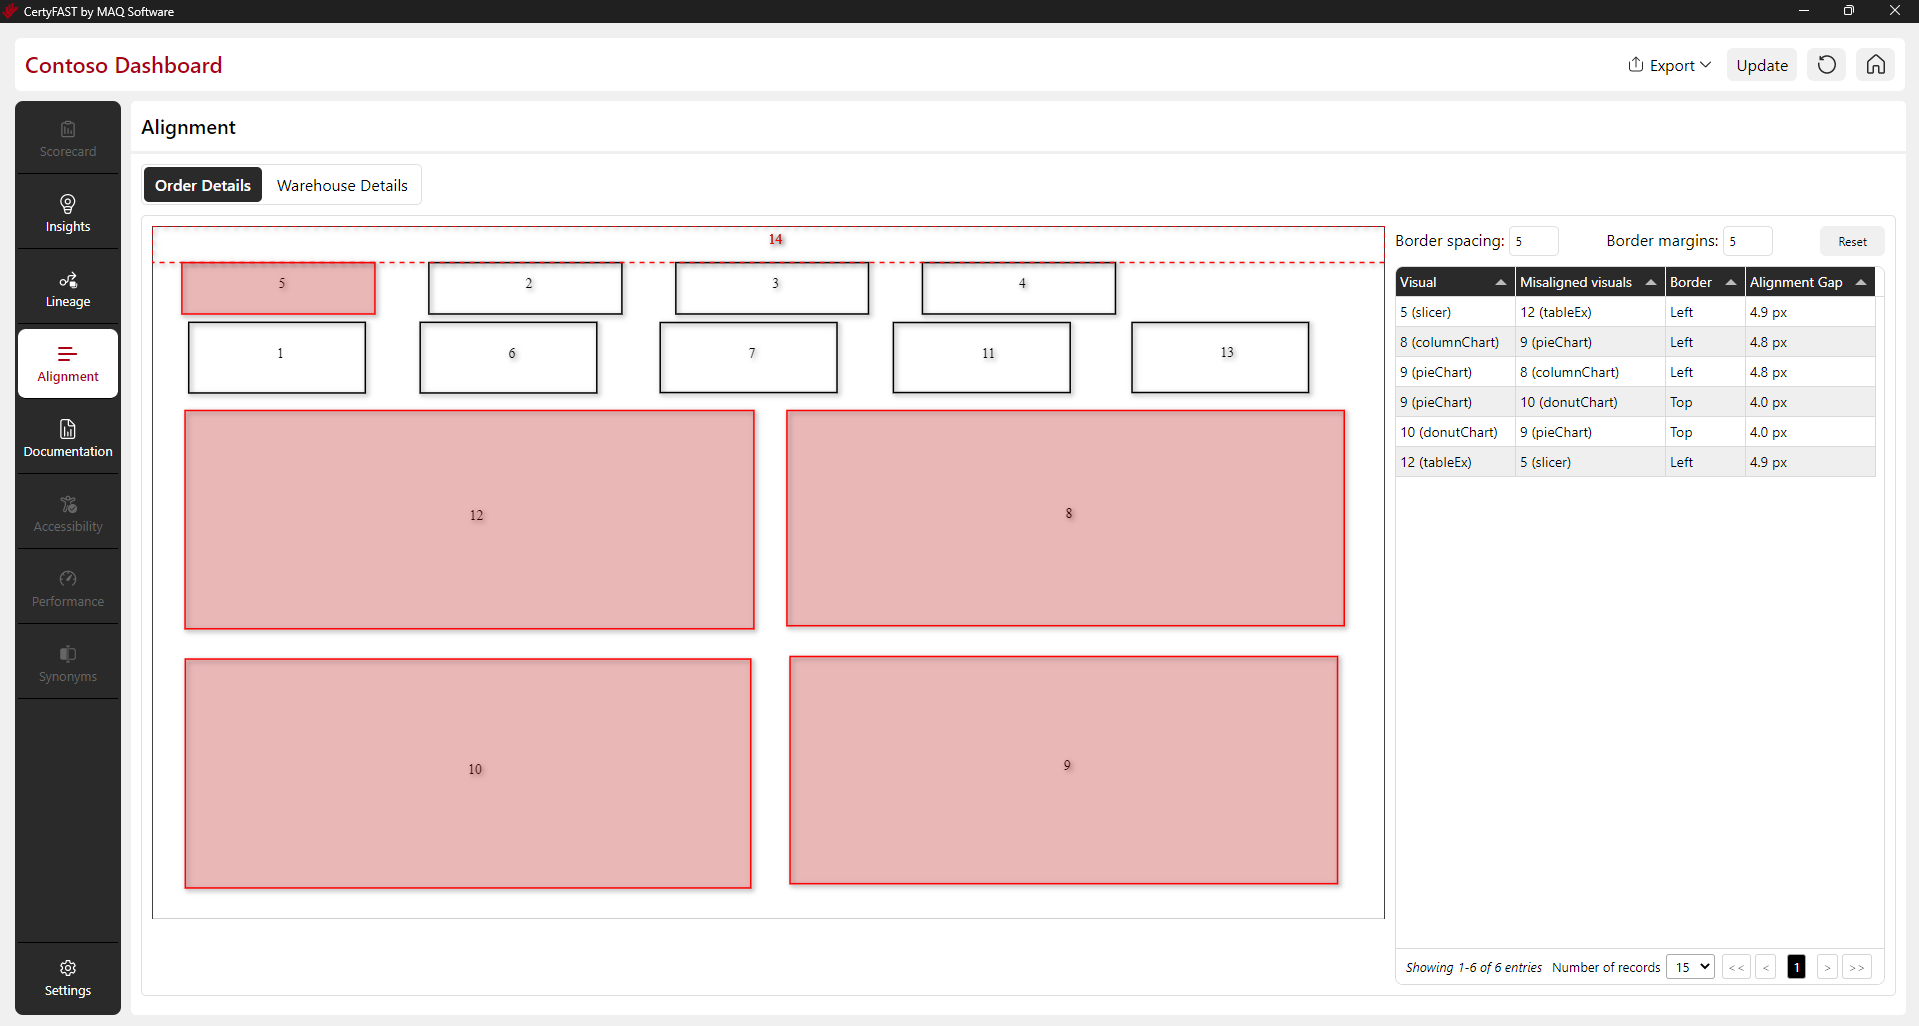 CertyFAST by MAQ Software
Contoso Dashboard
Export
Update
Scorecard
Insights
Lineage
Alignment
Documentation
Accessibility
Performance
Synonyms
Settings
Alignment
Order Details
Warehouse Details
14
5
2
3
4
1
6
7
11
13
12
8
10
9
Border spacing: 5
Border margins: 5
Reset
Visual Misaligned visuals Border Alignment Gap
5 (slicer) 12 (tableEx) Left 4.9 px
8 (columnChart) 9 (pieChart) Left 4.8 px
9 (pieChart) 8 (columnChart) Left 4.8 px
9 (pieChart) 10 (donutChart) Top 4.0 px
10 (donutChart) 9 (pieChart) Top 4.0 px
12 (tableEx) 5 (slicer) Left 4.9 px
Showing 1-6 of 6 entries Number of records 15 << < 1 > >>